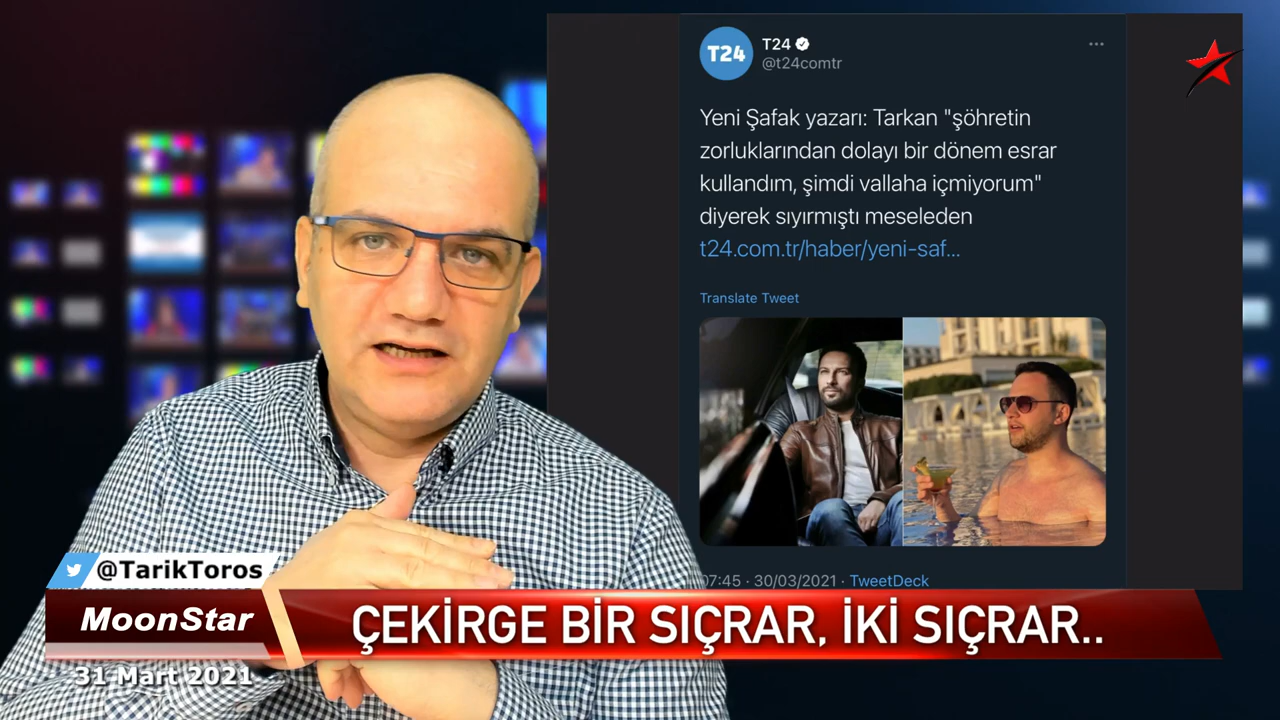 T24
T24
@t24comtr
Yeni Şafak yazarı: Tarkan "şöhretin
zorluklarından dolayı bir dönem esrar
kullandım, şimdi vallaha içmiyorum"
diyerek sıyırmıştı meseleden
t24.com.tr/haber/yeni-saf...
Translate Tweet
07:45 · 30/03/2021 · TweetDeck
@TarikToros
MoonStar
ÇEKİRGE BİR SIÇRAR, İKİ SIÇRAR..
31 Mart 2021